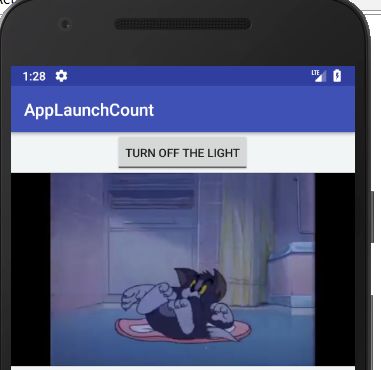 1:28
LTE
AppLaunchCount
TURN OFF THE LIGHT